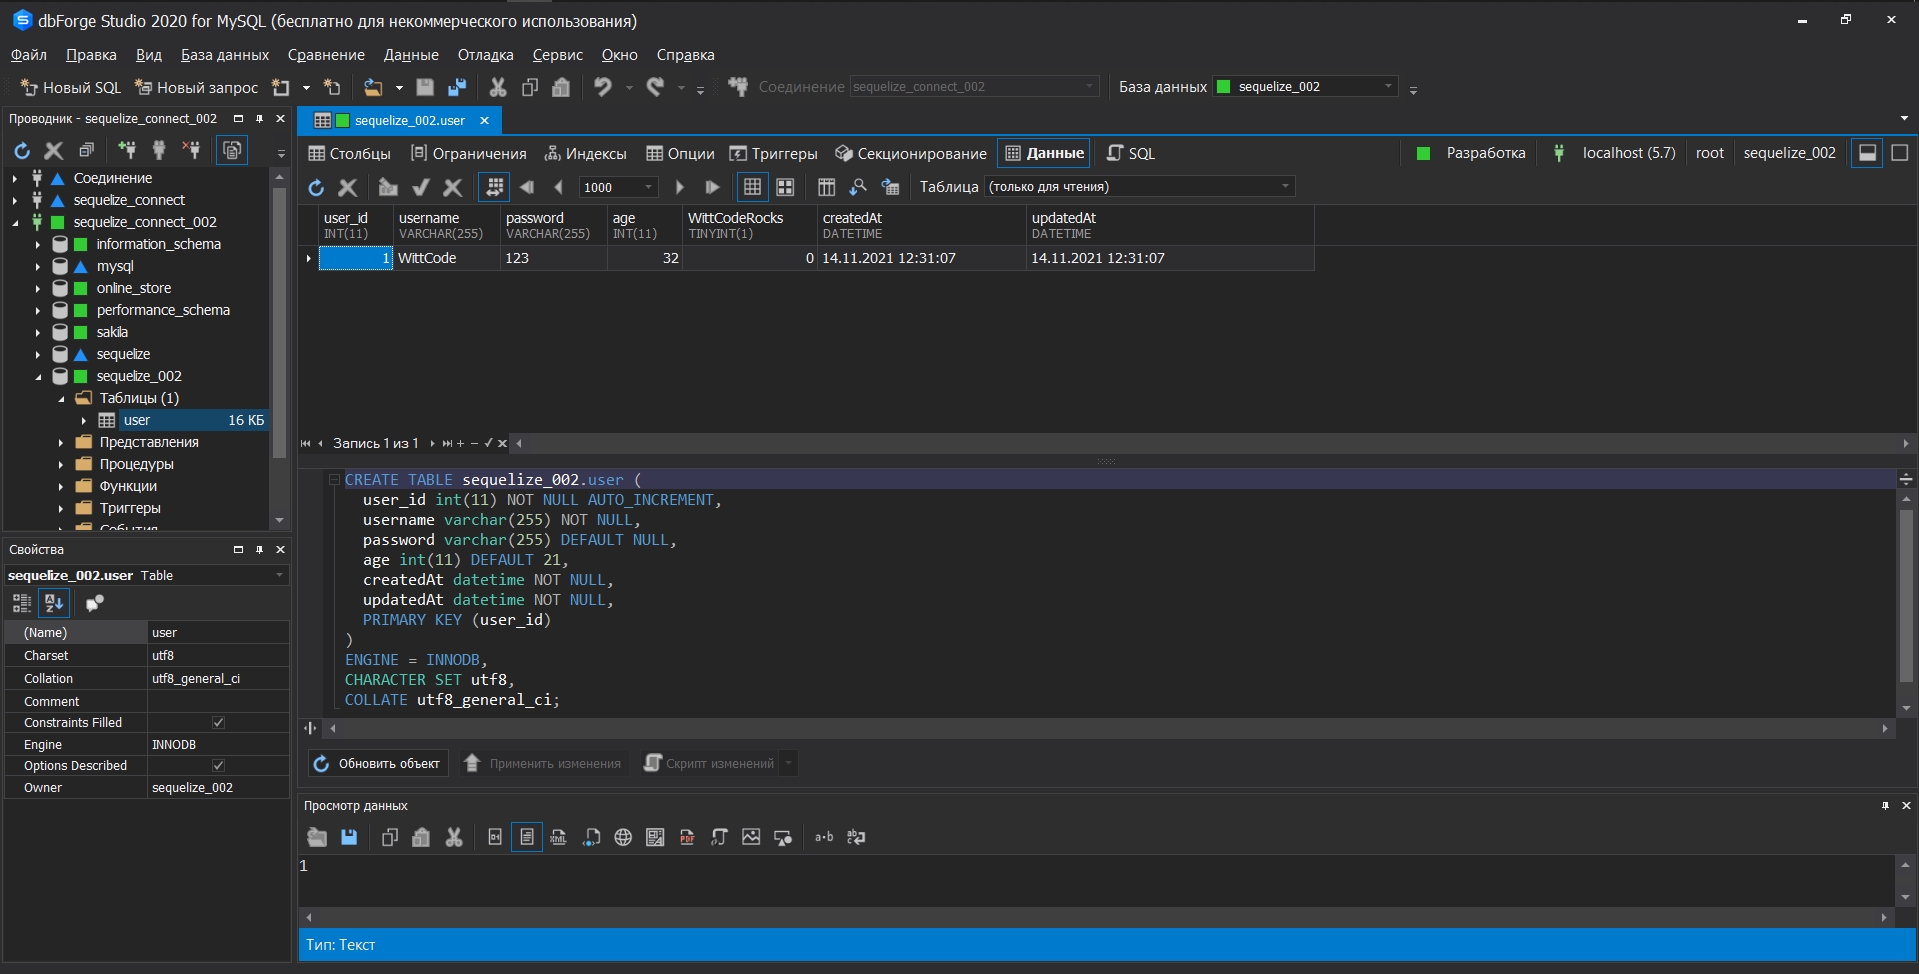 dbForge Studio 2020 for MySQL (бесплатно для некоммерческого использования)
Файл Правка Вид База данных Сравнение Данные Отладка Сервис Окно Справка
Новый SQL Новый запрос Соединение sequelize_connect_002 База данных sequelize_002
Проводник - sequelize_connect_002
Соединение
sequelize_connect
sequelize_connect_002
information_schema
mysql
online_store
performance_schema
sakila
sequelize
sequelize_002
Таблицы (1)
user 16 КБ
Представления
Процедуры
Функции
Триггеры
События
Свойства
sequelize_002.user Table
(Name) user
Charset utf8
Collation utf8_general_ci
Comment
Constraints Filled
Engine INNODB
Options Described
Owner sequelize_002
sequelize_002.user
Столбцы Ограничения Индексы Опции Триггеры Секционирование Данные SQL Разработка localhost (5.7) root sequelize_002
1000 Таблица (только для чтения)
user_id username password age WittCodeRocks createdAt updatedAt
INT(11) VARCHAR(255) VARCHAR(255) INT(11) TINYINT(1) DATETIME DATETIME
1 WittCode 123 32 0 14.11.2021 12:31:07 14.11.2021 12:31:07
Запись 1 из 1
CREATE TABLE sequelize_002.user (
user_id int(11) NOT NULL AUTO_INCREMENT,
username varchar(255) NOT NULL,
password varchar(255) DEFAULT NULL,
age int(11) DEFAULT 21,
createdAt datetime NOT NULL,
updatedAt datetime NOT NULL,
PRIMARY KEY (user_id)
)
ENGINE = INNODB,
CHARACTER SET utf8,
COLLATE utf8_general_ci;
Обновить объект Применить изменения Скрипт изменений
Просмотр данных
1
Тип: Текст